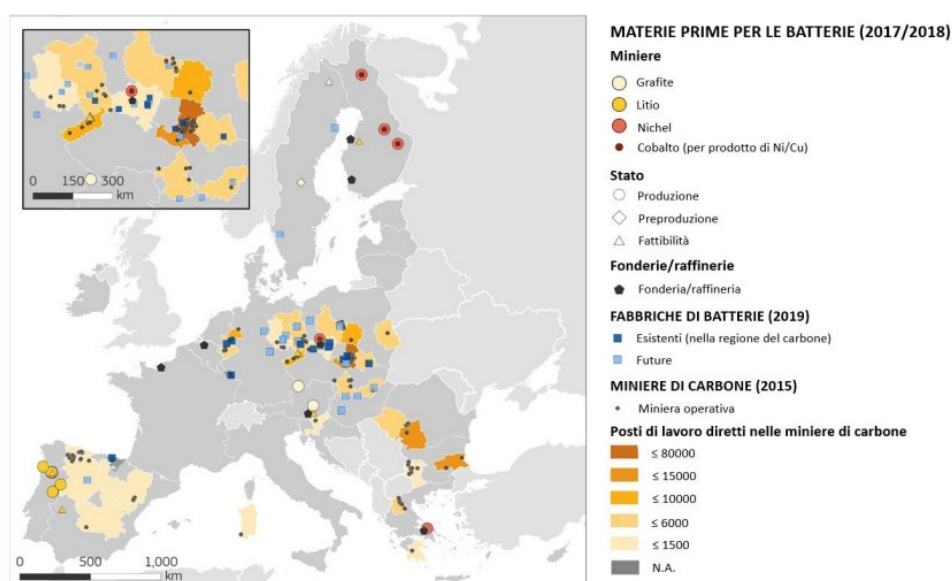 0 150 300
km
0 500 1,000
km
MATERIE PRIME PER LE BATTERIE (2017/2018)
Miniere
Grafite
Litio
Nichel
Cobalto (per prodotto di Ni/Cu)
Stato
Produzione
Preproduzione
Fattibilità
Fonderie/raffinerie
Fonderia/raffineria
FABBRICHE DI BATTERIE (2019)
Esistenti (nella regione del carbone)
Future
MINIERE DI CARBONE (2015)
Miniera operativa
Posti di lavoro diretti nelle miniere di carbone
≤ 80000
≤ 15000
≤ 10000
≤ 6000
≤ 1500
N.A.